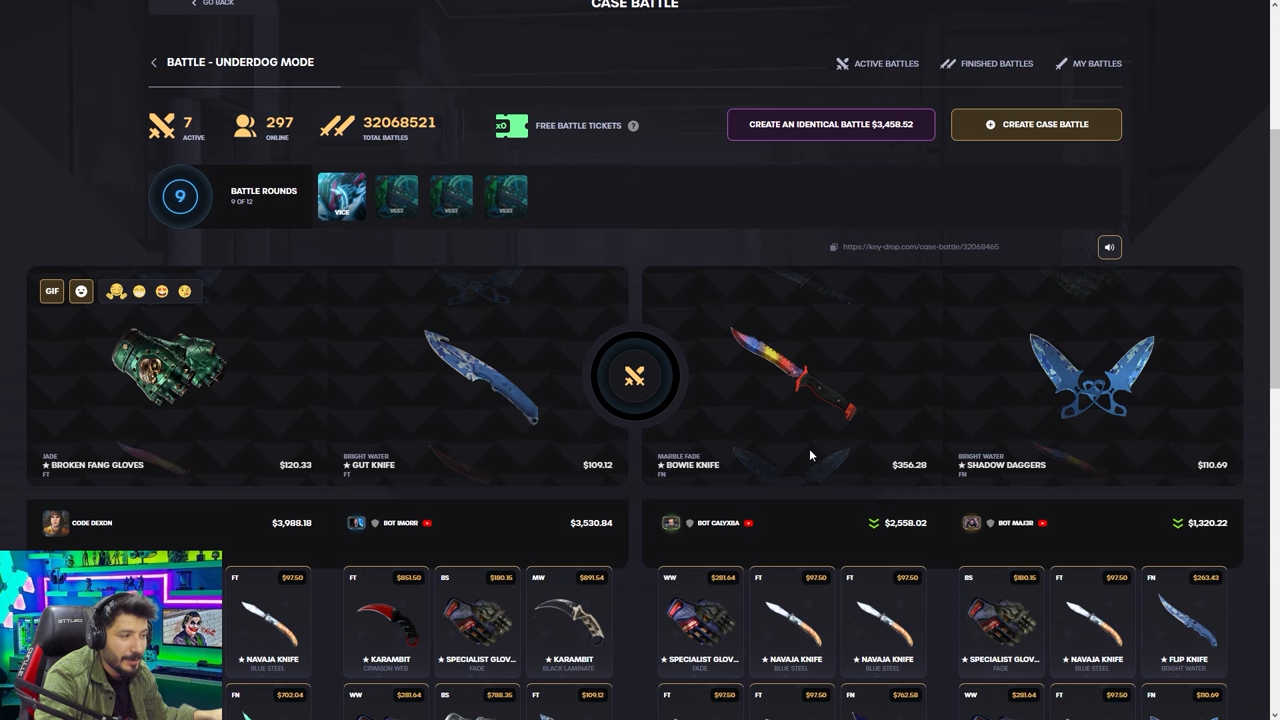 GO BACK
CASE BATTLE
BATTLE - UNDERDOG MODE
ACTIVE BATTLES
FINISHED BATTLES
MY BATTLES
7
ACTIVE
297
ONLINE
32068521
TOTAL BATTLES
x0
FREE BATTLE TICKETS ?
CREATE AN IDENTICAL BATTLE $3,458.52
CREATE CASE BATTLE
9
BATTLE ROUNDS
9 OF 12
VICE
VEST
VEST
VEST
https://key-drop.com/case-battle/32068465
GIF
JADE
★ BROKEN FANG GLOVES $120.33
FT
BRIGHT WATER
★ GUT KNIFE $109.12
FT
MARBLE FADE
★ BOWIE KNIFE $356.28
FN
BRIGHT WATER
★ SHADOW DAGGERS $110.69
FN
CODE DEXON $3,988.18
BOT IMORR $3,530.84
BOT CALYXBA $2,558.02
BOT MAJ3R $1,320.22
FT $97.50
★ NAVAJA KNIFE
BLUE STEEL
FT $851.50
★ KARAMBIT
CRIMSON WEB
BS $180.15
★ SPECIALIST GLOV...
FADE
MW $891.54
★ KARAMBIT
BLACK LAMINATE
WW $281.64
★ SPECIALIST GLOV...
FADE
FT $97.50
★ NAVAJA KNIFE
BLUE STEEL
FT $97.50
★ NAVAJA KNIFE
BLUE STEEL
BS $180.15
★ SPECIALIST GLOV...
FADE
FT $97.50
★ NAVAJA KNIFE
BLUE STEEL
FN $263.43
★ FLIP KNIFE
BRIGHT WATER
FN $702.04
WW $281.64
BS $788.35
FT $109.12
FT $97.50
FT $97.50
FN $762.58
WW $281.64
FT $97.50
FN $110.69